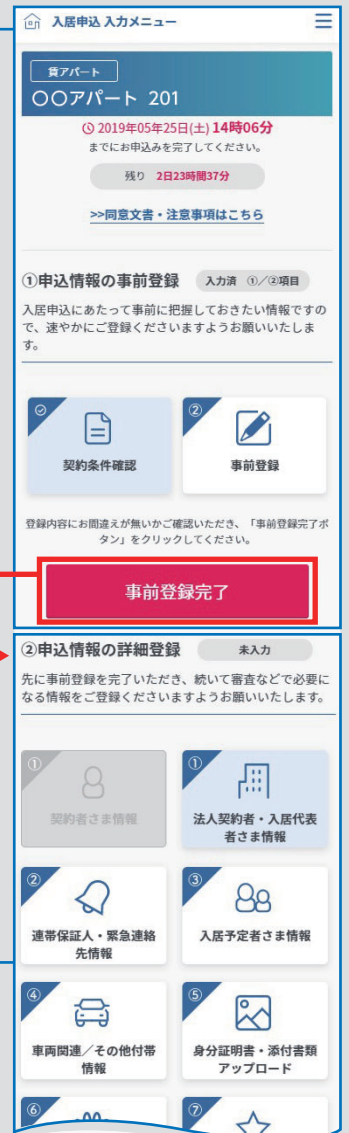 入居申込 入力メニュー
賃アパート
〇〇アパート 201
2019年05年25日(土) 14時06分
までにお申込みを完了してください。
残り 2日23時間37分
>>同意文書・注意事項はこちら
①申込情報の事前登録 入力済 ①／②項目
入居申込にあたって事前に把握しておきたい情報ですの
で、速やかにご登録くださいますようお願いいたしま
す。
②
契約条件確認 事前登録
登録内容にお間違えが無いかご確認いただき、「事前登録完了ボ
タン」をクリックしてください。
事前登録完了
②申込情報の詳細登録 未入力
先に事前登録を完了いただき、続いて審査などで必要に
なる情報をご登録くださいますようお願いいたします。
① ①
契約者さま情報 法人契約者・入居代表
者さま情報
② ③
連帯保証人・緊急連絡
先情報
入居予定者さま情報
④ ⑤
車両関連／その他付帯
情報
身分証明書・添付書類
アップロード
⑥ ⑦